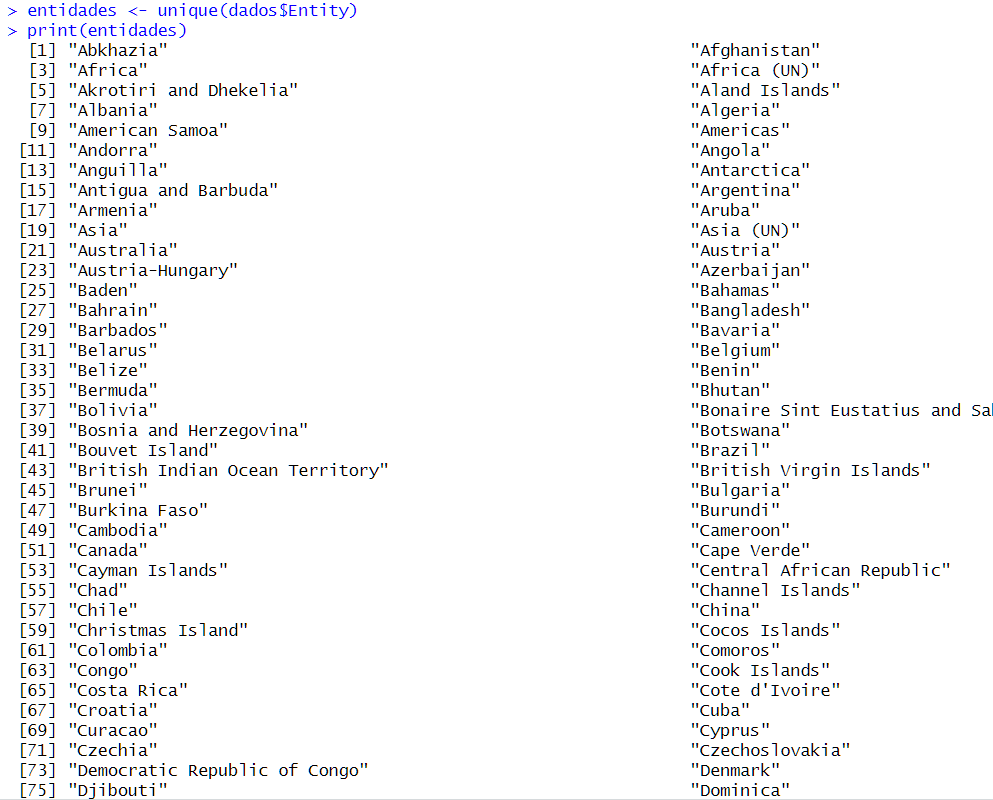 > entidades <- unique(dados$Entity)
> print(entidades)
[1] "Abkhazia" "Afghanistan"
[3] "Africa" "Africa (UN)"
[5] "Akrotiri and Dhekelia" "Aland Islands"
[7] "Albania" "Algeria"
[9] "American Samoa" "Americas"
[11] "Andorra" "Angola"
[13] "Anguilla" "Antarctica"
[15] "Antigua and Barbuda" "Argentina"
[17] "Armenia" "Aruba"
[19] "Asia" "Asia (UN)"
[21] "Australia" "Austria"
[23] "Austria-Hungary" "Azerbaijan"
[25] "Baden" "Bahamas"
[27] "Bahrain" "Bangladesh"
[29] "Barbados" "Bavaria"
[31] "Belarus" "Belgium"
[33] "Belize" "Benin"
[35] "Bermuda" "Bhutan"
[37] "Bolivia" "Bonaire Sint Eustatius and
[39] "Bosnia and Herzegovina" "Botswana"
[41] "Bouvet Island" "Brazil"
[43] "British Indian Ocean Territory" "British Virgin Islands"
[45] "Brunei" "Bulgaria"
[47] "Burkina Faso" "Burundi"
[49] "Cambodia" "Cameroon"
[51] "Canada" "Cape Verde"
[53] "Cayman Islands" "Central African Republic"
[55] "Chad" "Channel Islands"
[57] "Chile" "China"
[59] "Christmas Island" "Cocos Islands"
[61] "Colombia" "Comoros"
[63] "Congo" "Cook Islands"
[65] "Costa Rica" "Cote d'Ivoire"
[67] "Croatia" "Cuba"
[69] "Curacao" "Cyprus"
[71] "Czechia" "Czechoslovakia"
[73] "Democratic Republic of Congo" "Denmark"
[75] "Djibouti" "Dominica"